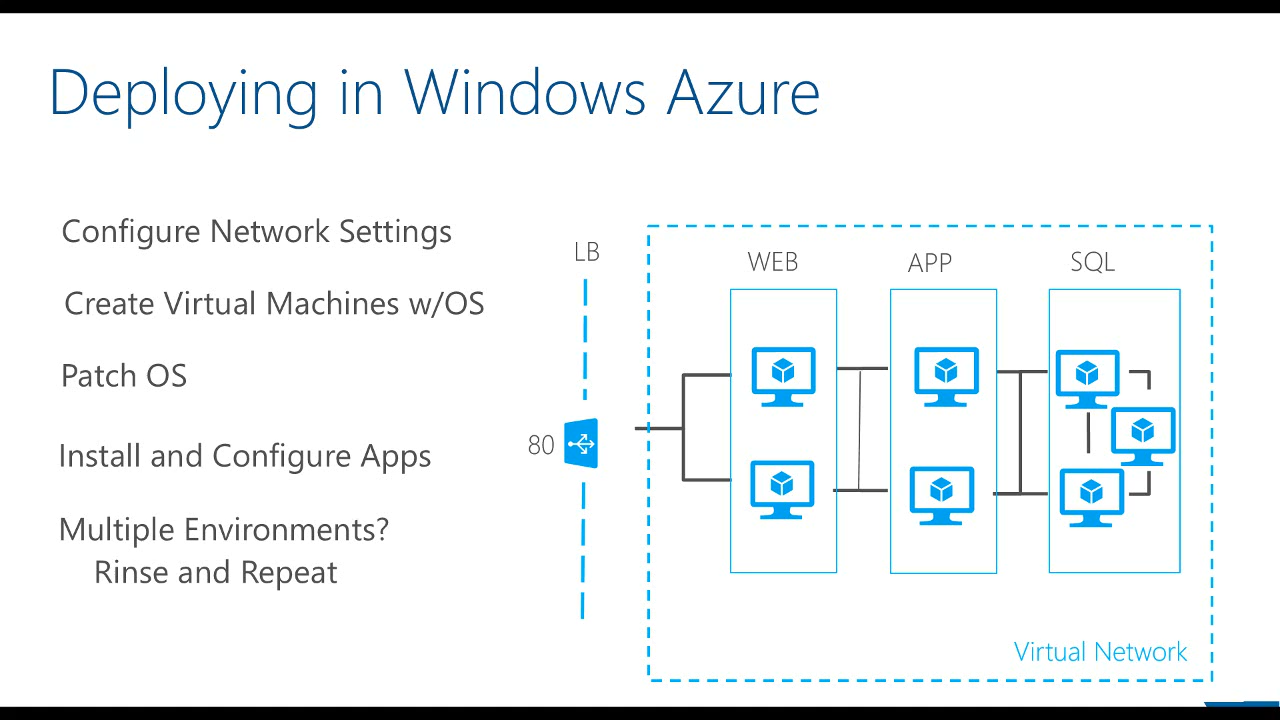 Deploying in Windows Azure
Configure Network Settings
Create Virtual Machines w/OS
Patch OS
Install and Configure Apps
Multiple Environments?
Rinse and Repeat
LB
80
WEB
APP
SQL
Virtual Network